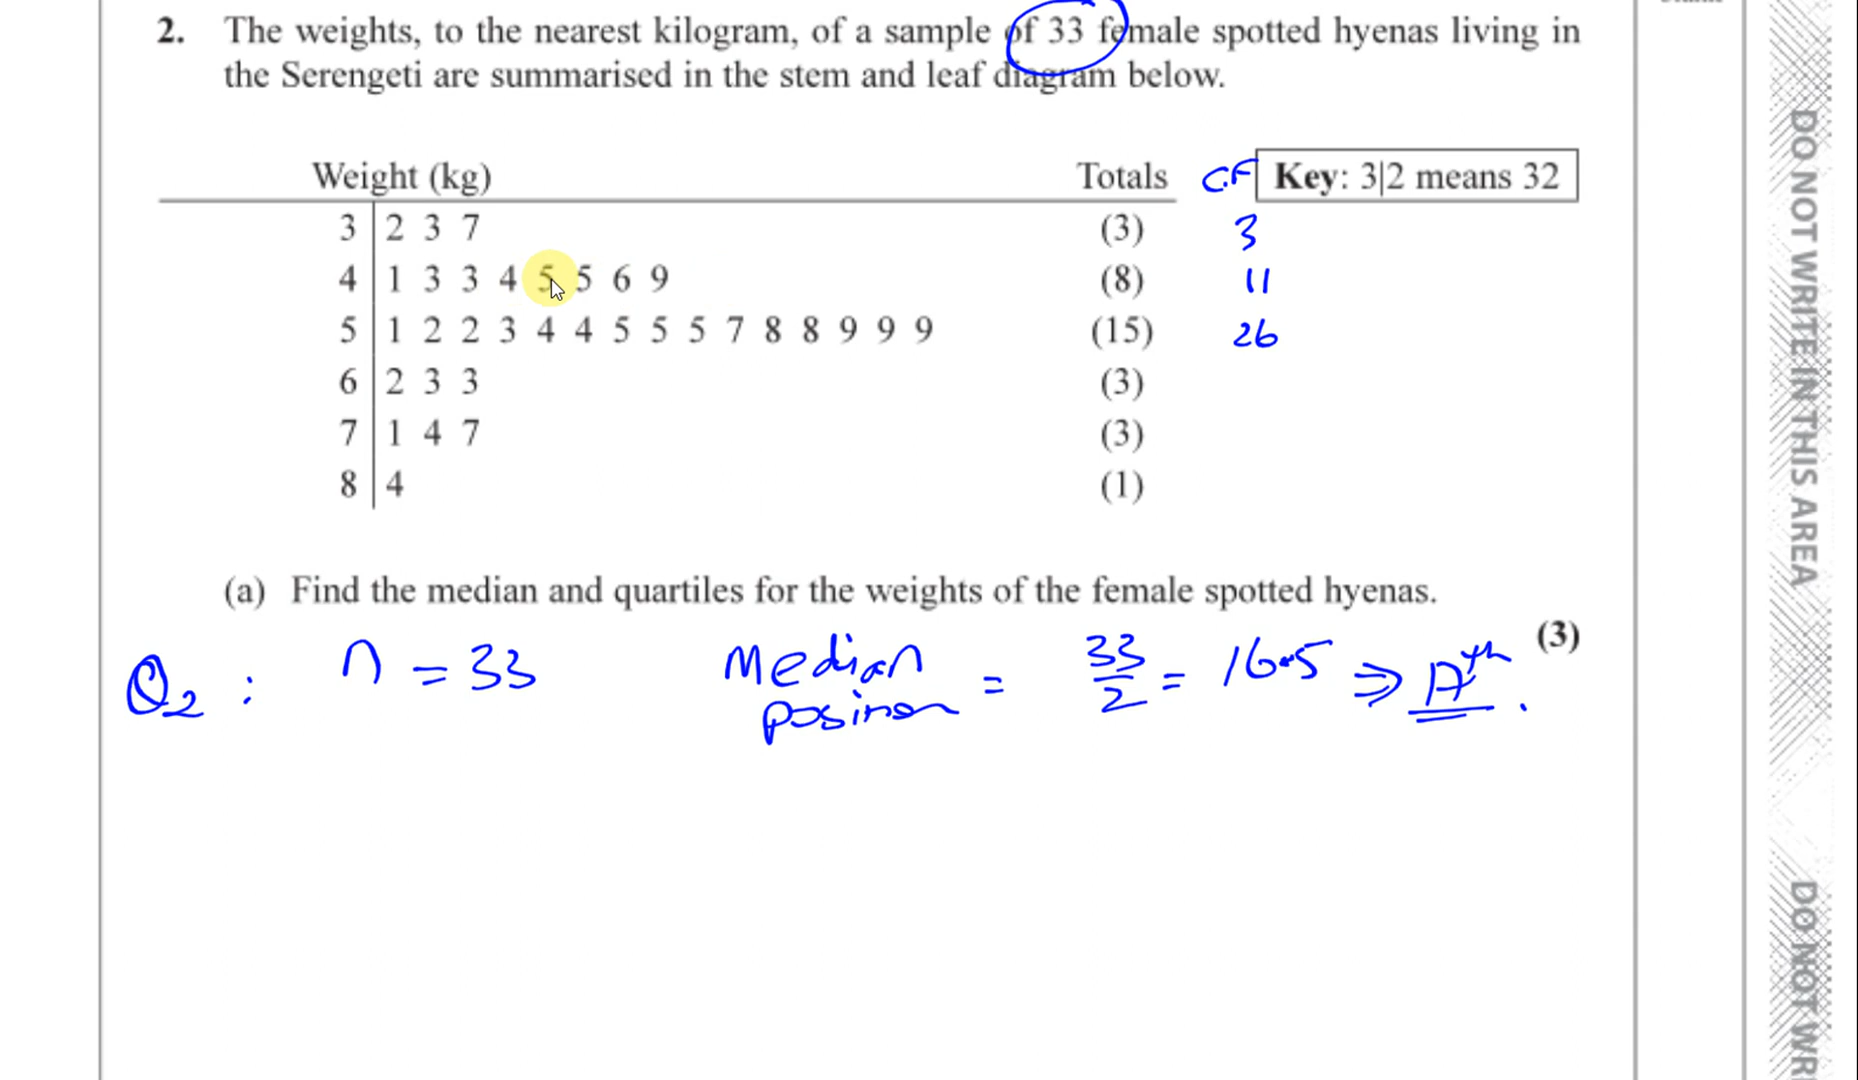 2. The weights, to the nearest kilogram, of a sample of 33 female spotted hyenas living in
the Serengeti are summarised in the stem and leaf diagram below.
Weight (kg) Totals C.F Key: 3|2 means 32
3 | 2 3 7 (3) 3
4 | 1 3 3 4 5 5 6 9 (8) 11
5 | 1 2 2 3 4 4 5 5 5 7 8 8 9 9 9 (15) 26
6 | 2 3 3 (3)
7 | 1 4 7 (3)
8 | 4 (1)
(a) Find the median and quartiles for the weights of the female spotted hyenas.
(3)
Q2 : n = 33 Median position = 33/2 = 16.5 ⇒ 17th.
DO NOT WRITE IN THIS AREA
DO NOT WRI